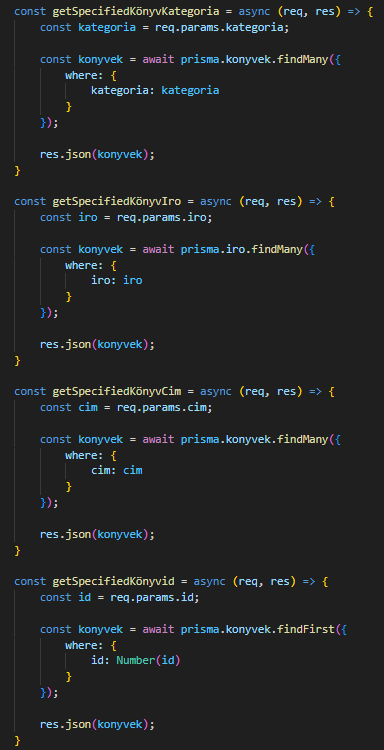 const getSpecifiedKönyvKategoria = async (req, res) => {
    const kategoria = req.params.kategoria;

    const konyvek = await prisma.konyvek.findMany({
        where: {
            kategoria: kategoria
        }
    });

    res.json(konyvek);
}

const getSpecifiedKönyvIro = async (req, res) => {
    const iro = req.params.iro;

    const konyvek = await prisma.iro.findMany({
        where: {
            iro: iro
        }
    });

    res.json(konyvek);
}

const getSpecifiedKönyvCim = async (req, res) => {
    const cim = req.params.cim;

    const konyvek = await prisma.konyvek.findMany({
        where: {
            cim: cim
        }
    });

    res.json(konyvek);
}

const getSpecifiedKönyvid = async (req, res) => {
    const id = req.params.id;

    const konyvek = await prisma.konyvek.findFirst({
        where: {
            id: Number(id)
        }
    });

    res.json(konyvek);
}